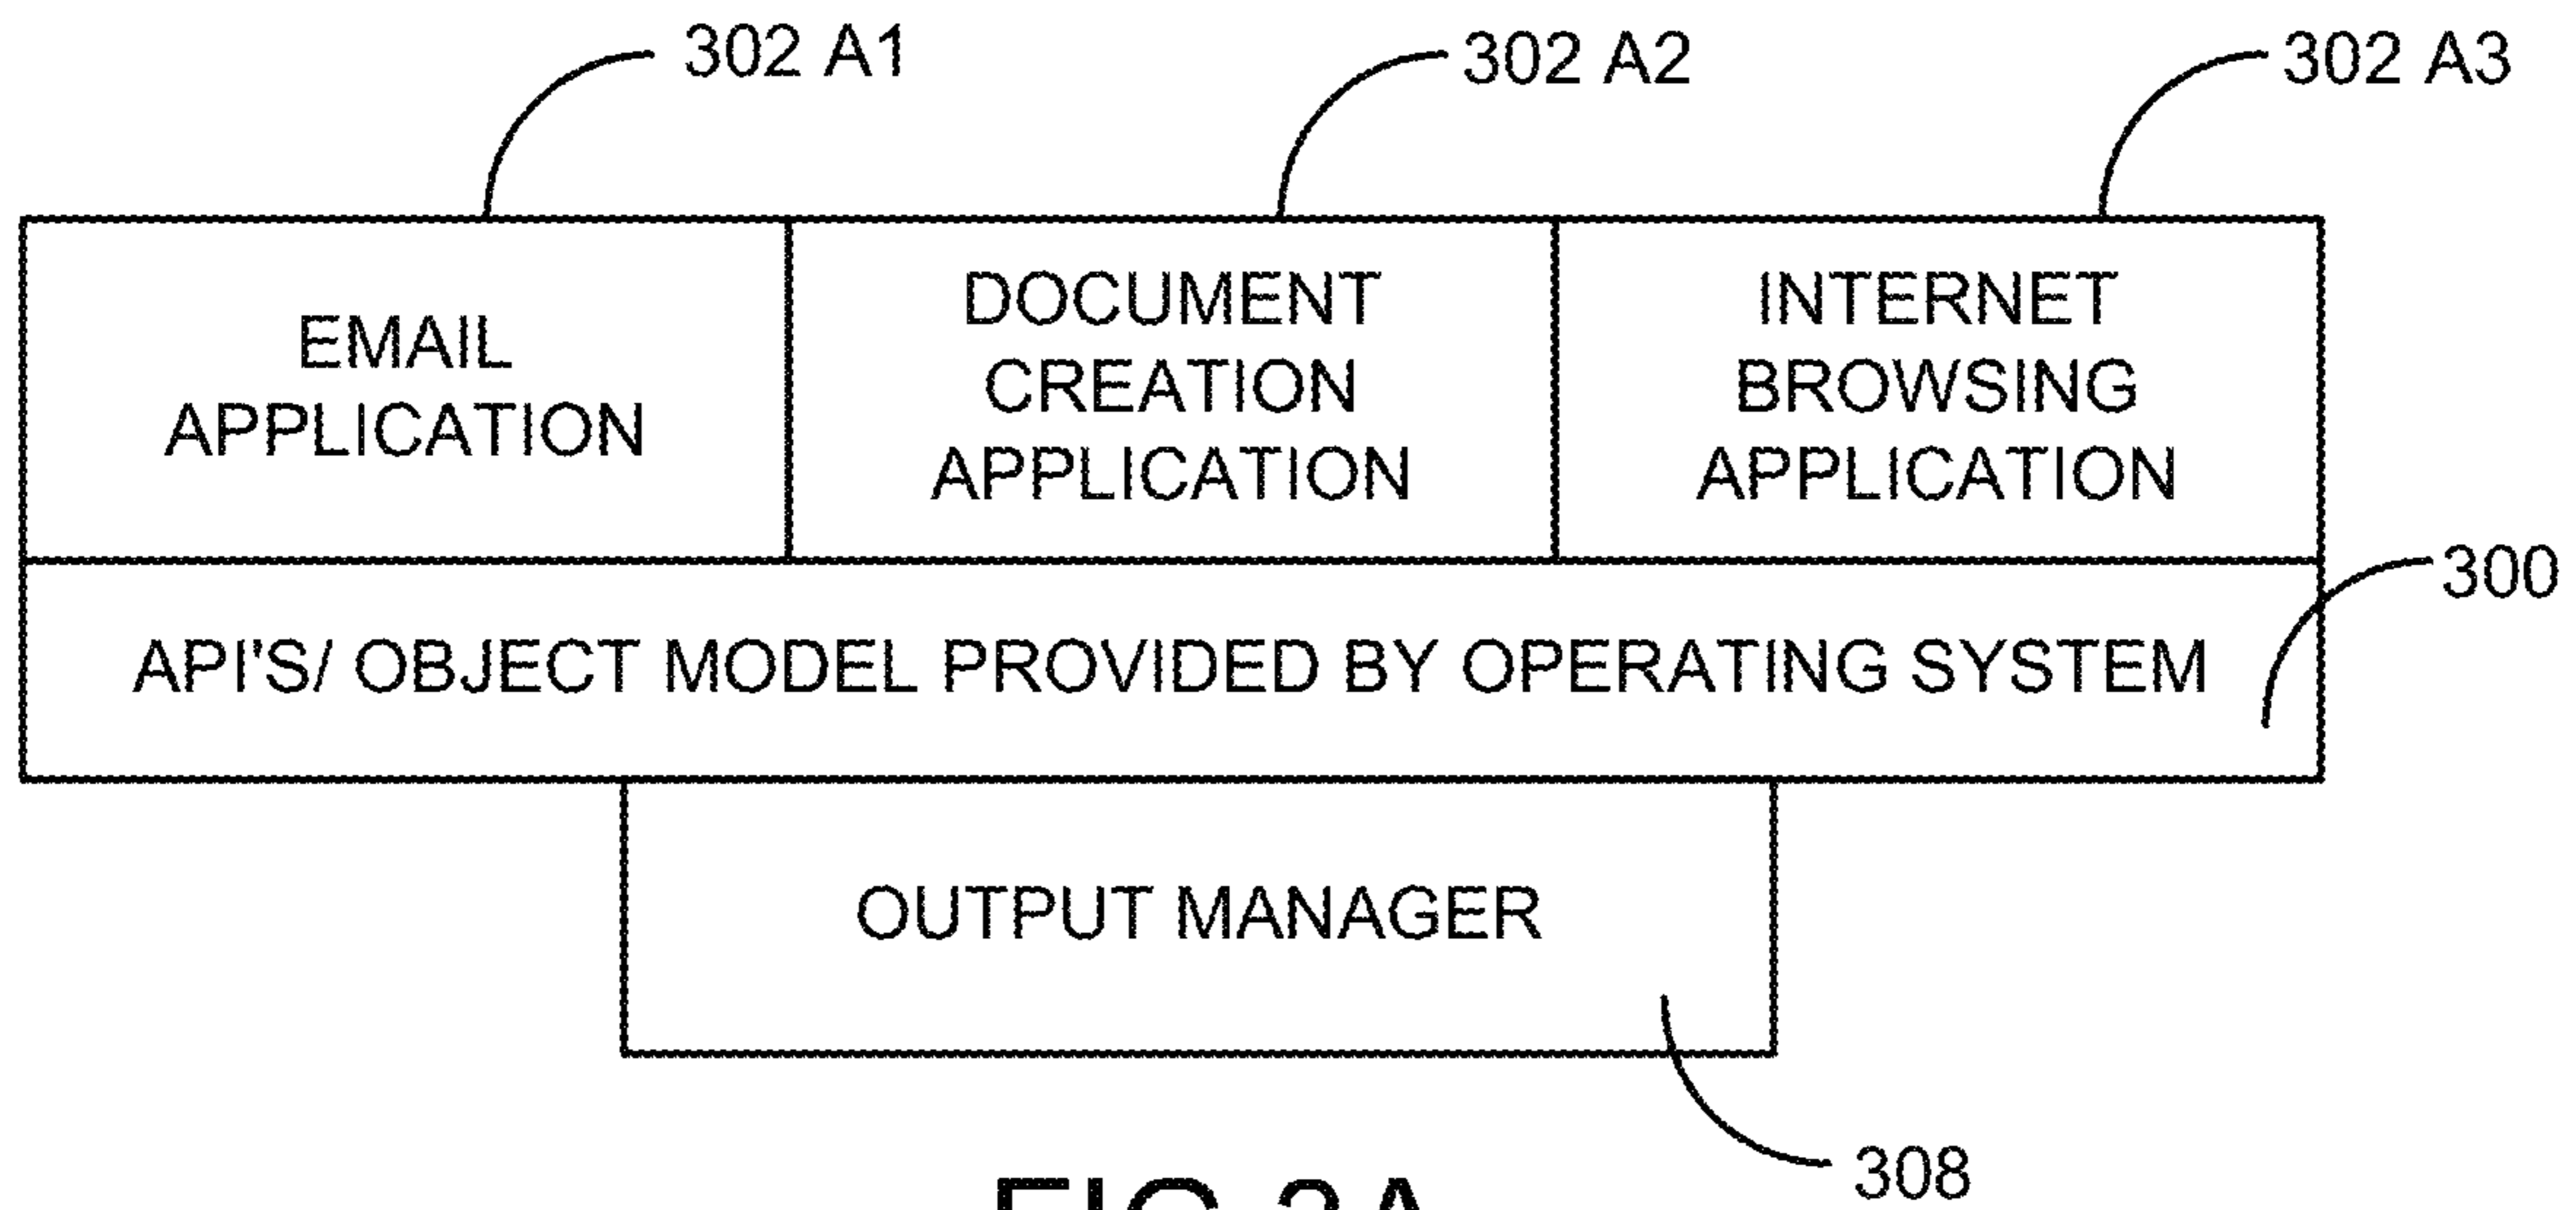 302 A1
302 A2
302 A3
EMAIL
APPLICATION
DOCUMENT
CREATION
APPLICATION
INTERNET
BROWSING
APPLICATION
300
API'S/ OBJECT MODEL PROVIDED BY OPERATING SYSTEM
OUTPUT MANAGER
308